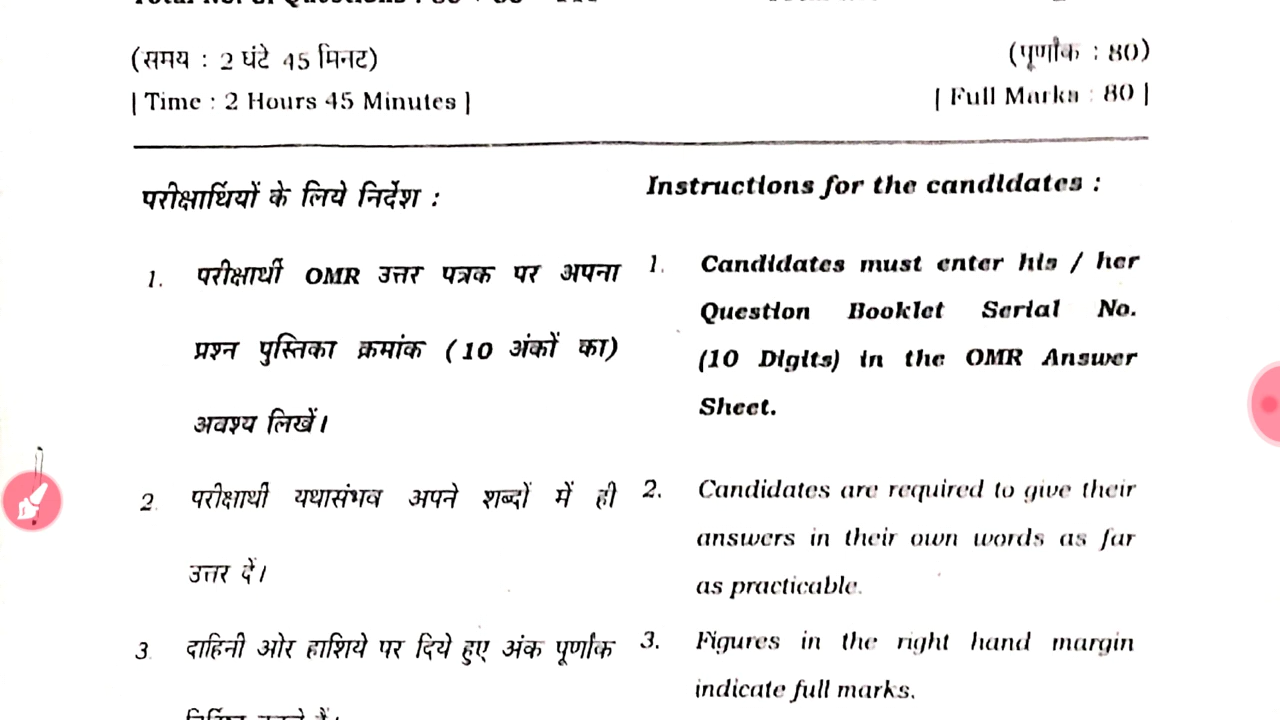 (समय : 2 घंटे 45 मिनट)
(पूर्णांक : 80)
[ Time : 2 Hours 45 Minutes ]
[ Full Marks : 80 ]
परीक्षार्थियों के लिये निर्देश :
1. परीक्षार्थी OMR उत्तर पत्रक पर अपना
प्रश्न पुस्तिका क्रमांक (10 अंकों का)
अवश्य लिखें।
2. परीक्षार्थी यथासंभव अपने शब्दों में ही
उत्तर दें।
3. दाहिनी ओर हाशिये पर दिये हुए अंक पूर्णांक
Instructions for the candidates :
1. Candidates must enter his / her
Question Booklet Serial No.
(10 Digits) in the OMR Answer
Sheet.
2. Candidates are required to give their
answers in their own words as far
as practicable.
3. Figures in the right hand margin
indicate full marks.